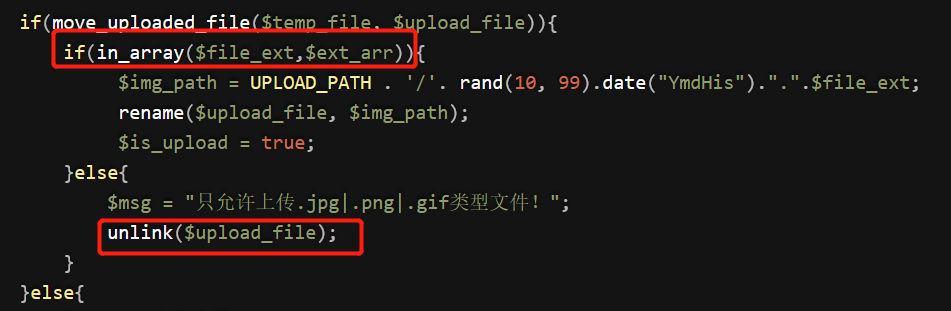 if(move_uploaded_file($temp_file, $upload_file)){
if(in_array($file_ext,$ext_arr)){
$img_path = UPLOAD_PATH . '/'. rand(10, 99).date("YmdHis").".".$file_ext;
rename($upload_file, $img_path);
$is_upload = true;
}else{
$msg = "只允许上传.jpg|.png|.gif类型文件！";
unlink($upload_file);
}
}else{